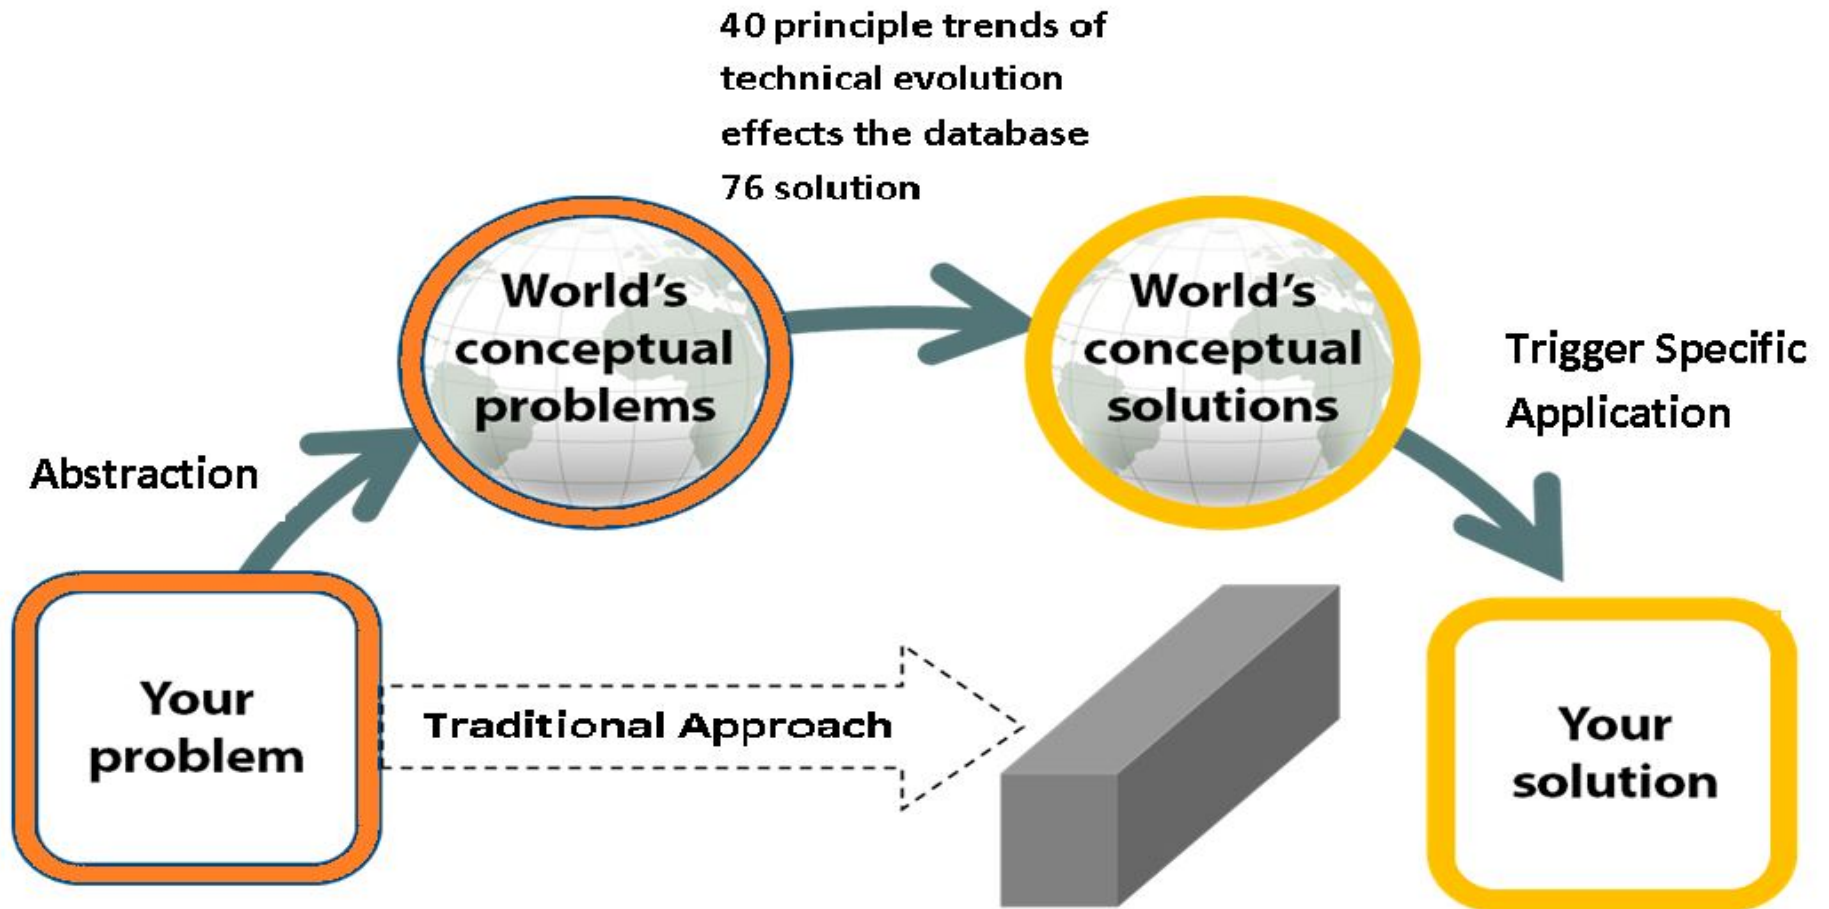 40 principle trends of
technical evolution
effects the database
76 solution
World's
conceptual
problems
World's
conceptual
solutions
Trigger Specific
Application
Abstraction
Your
problem
Traditional Approach
Your
solution